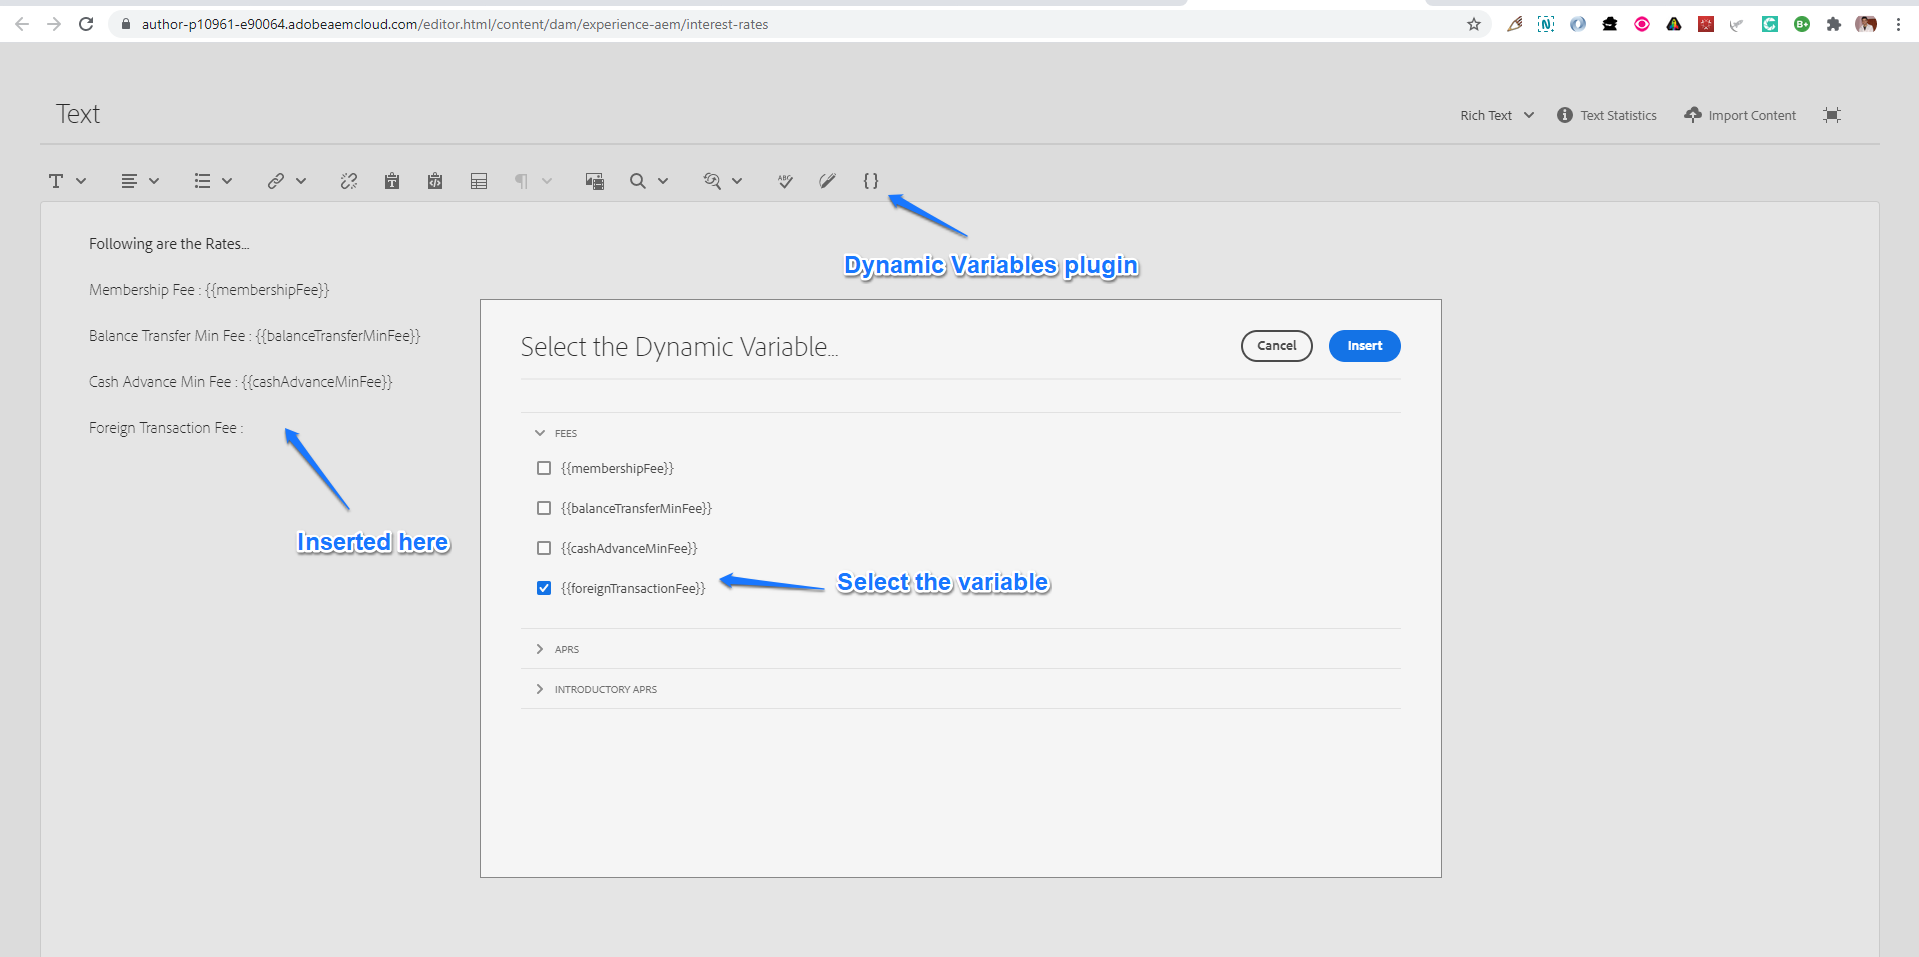 author-p10961-e90064.adobeaemcloud.com/editor.html/content/dam/experience-aem/interest-rates
Text
Rich Text
Text Statistics
Import Content
ABC
{ }
Dynamic Variables plugin
Following are the Rates...
Membership Fee : {{membershipFee}}
Balance Transfer Min Fee : {{balanceTransferMinFee}}
Cash Advance Min Fee : {{cashAdvanceMinFee}}
Foreign Transaction Fee :
Inserted here
Select the Dynamic Variable...
Cancel
Insert
FEES
{{membershipFee}}
{{balanceTransferMinFee}}
{{cashAdvanceMinFee}}
{{foreignTransactionFee}}
Select the variable
APRS
INTRODUCTORY APRS